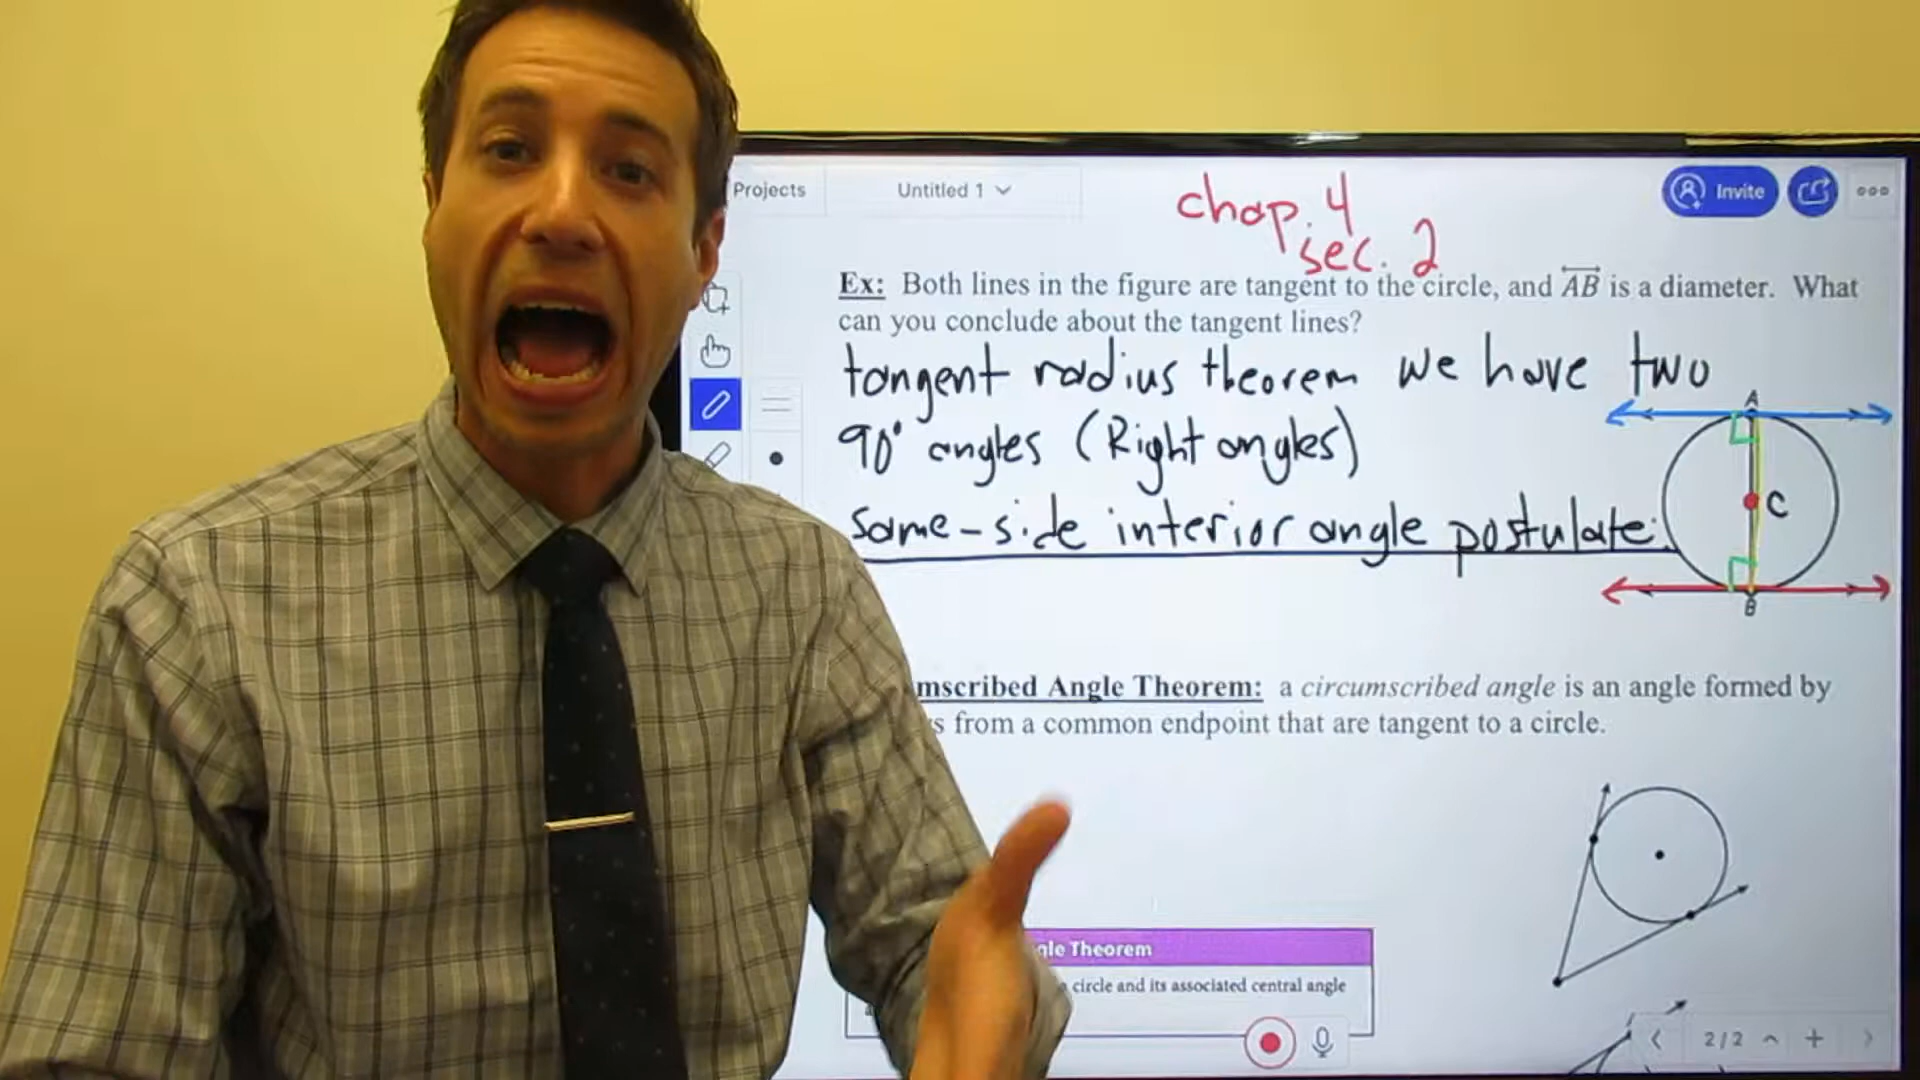 Projects Untitled 1 Invite
chap. 4
sec. 2
Ex: Both lines in the figure are tangent to the circle, and AB is a diameter. What
can you conclude about the tangent lines?
tangent radius theorem we have two
90° angles (Right angles)
same-side interior angle postulate.
A
C
B
mscribed Angle Theorem: a circumscribed angle is an angle formed by
s from a common endpoint that are tangent to a circle.
gle Theorem
circle and its associated central angle
2/2